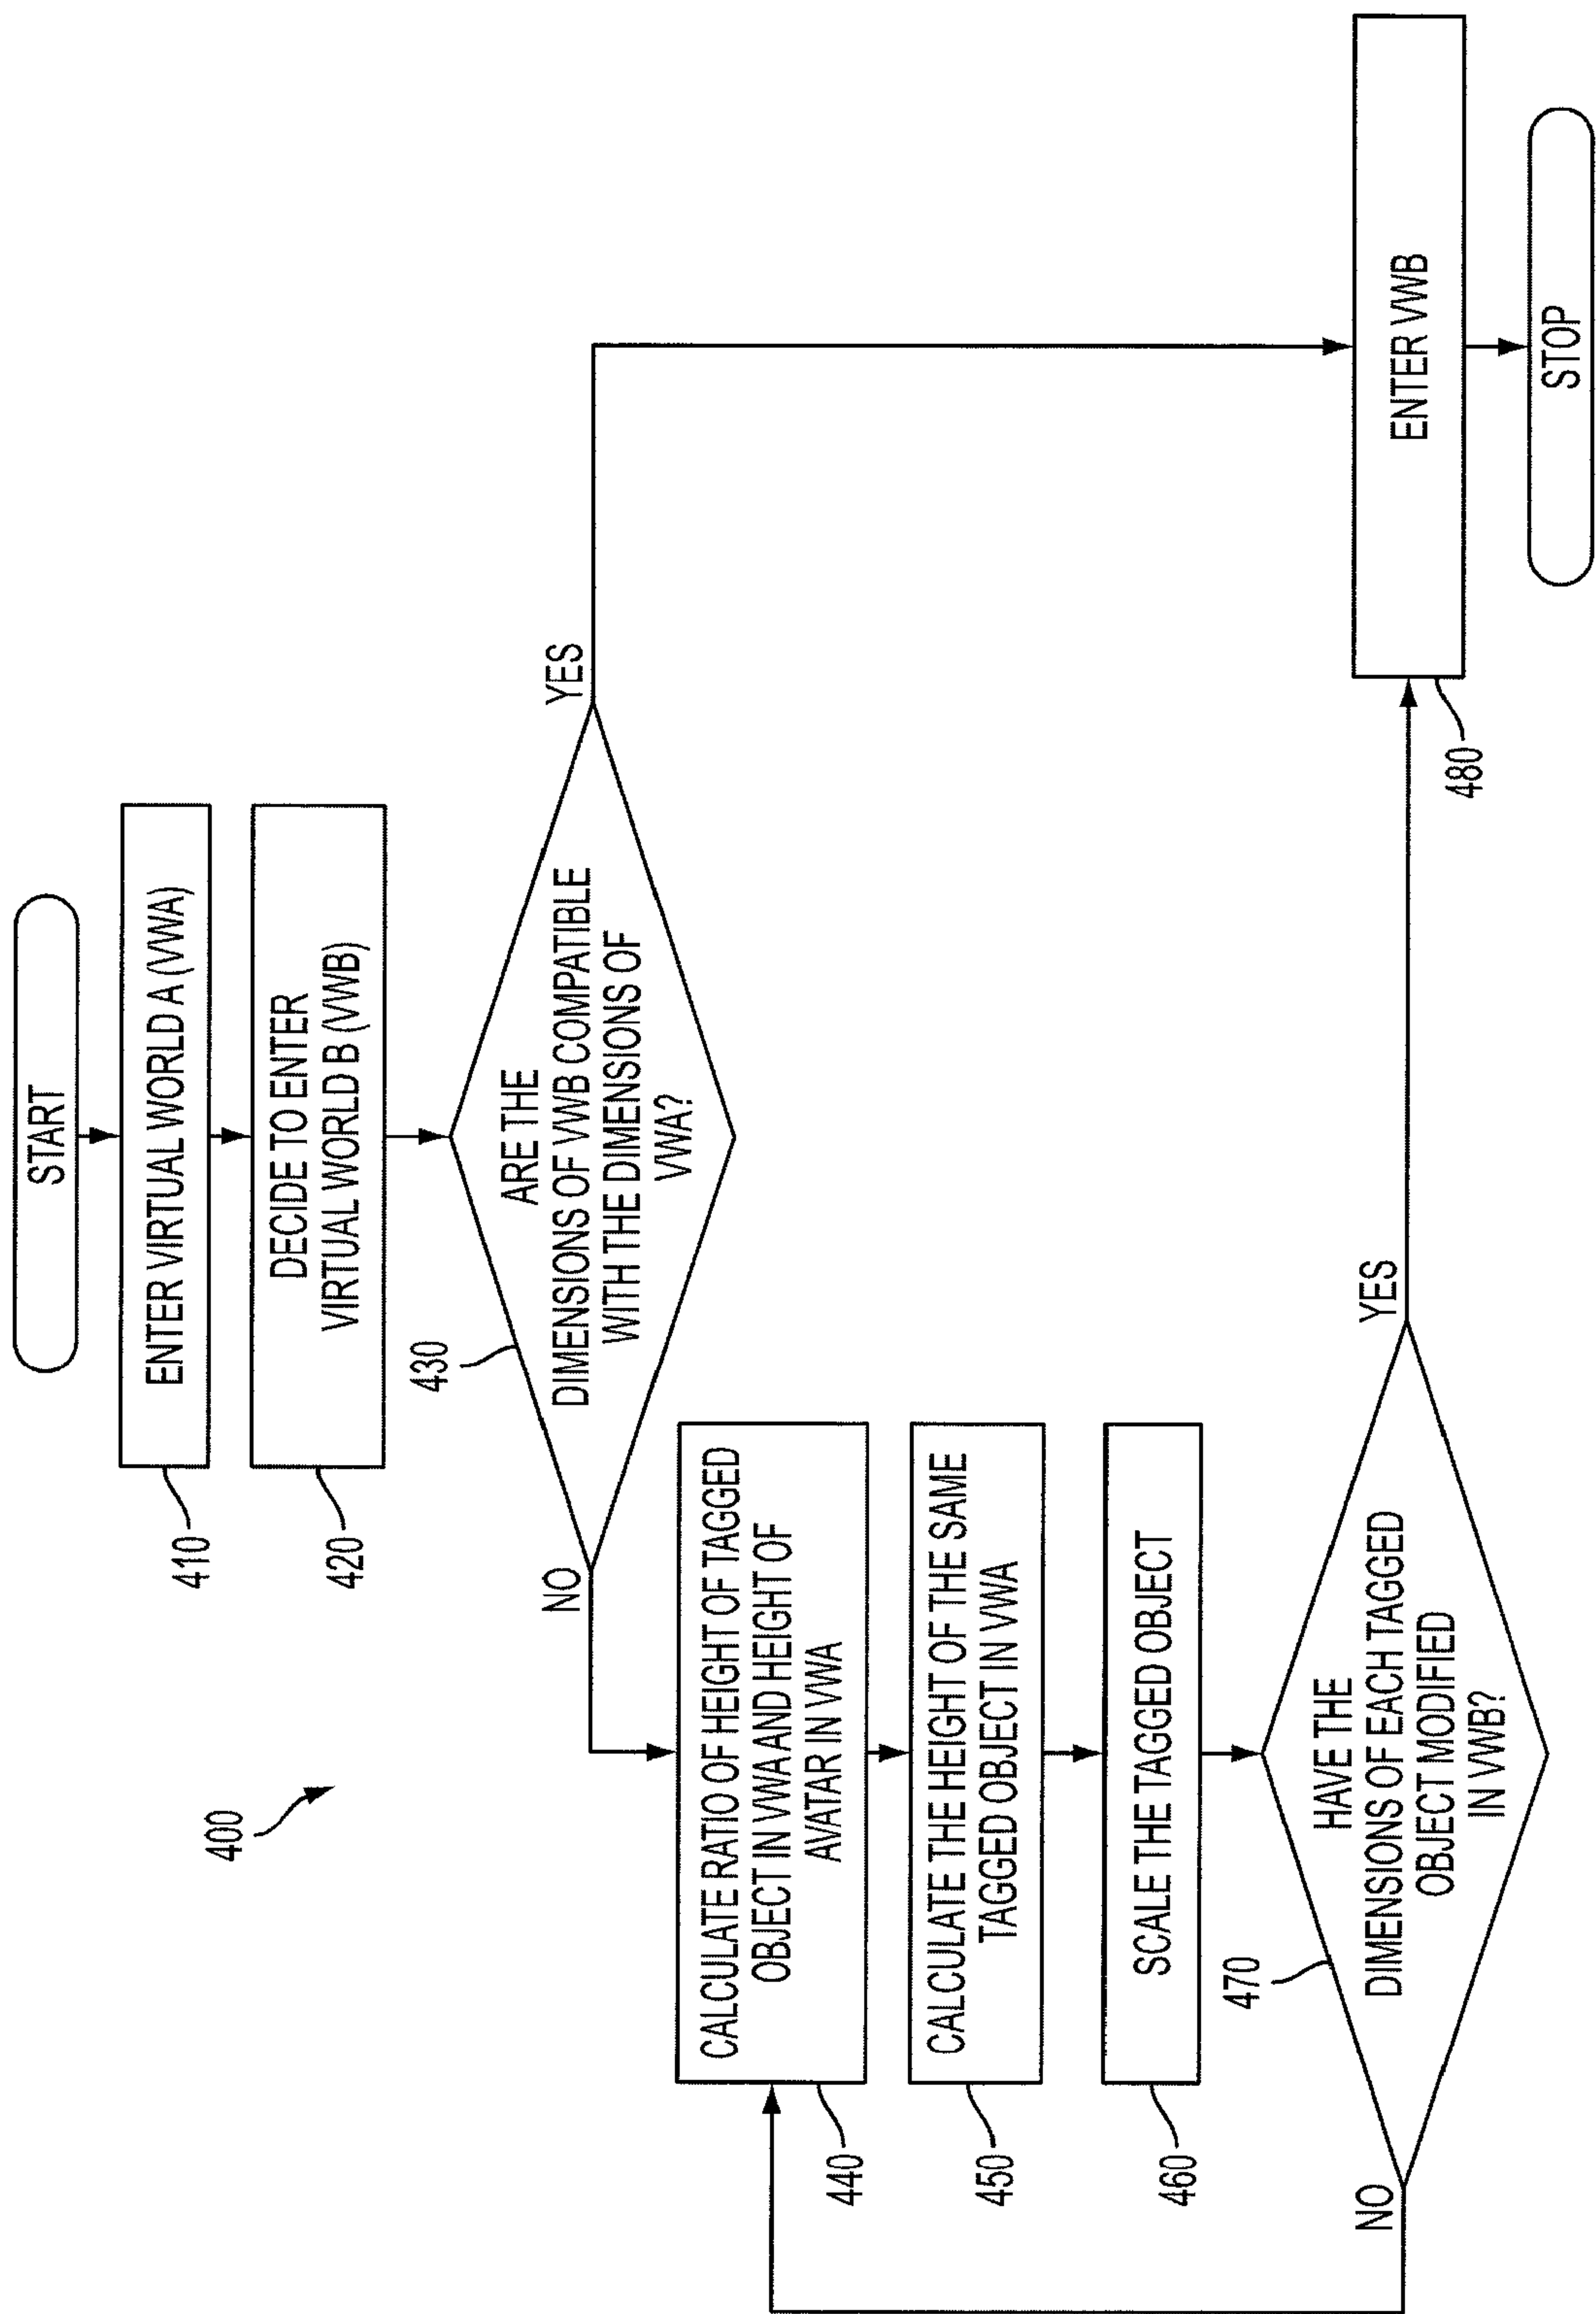 400
START
ENTER VIRTUAL WORLD A (VWA)
410
DECIDE TO ENTER
VIRTUAL WORLD B (VWB)
420
430
ARE THE
DIMENSIONS OF VWB COMPATIBLE
WITH THE DIMENSIONS OF
VWA?
NO
YES
CALCULATE RATIO OF HEIGHT OF TAGGED
OBJECT IN VWA AND HEIGHT OF
AVATAR IN VWA
440
CALCULATE THE HEIGHT OF THE SAME
TAGGED OBJECT IN VWA
450
SCALE THE TAGGED OBJECT
460
470
HAVE THE
DIMENSIONS OF EACH TAGGED
OBJECT MODIFIED
IN VWB?
NO
YES
ENTER VWB
480
STOP